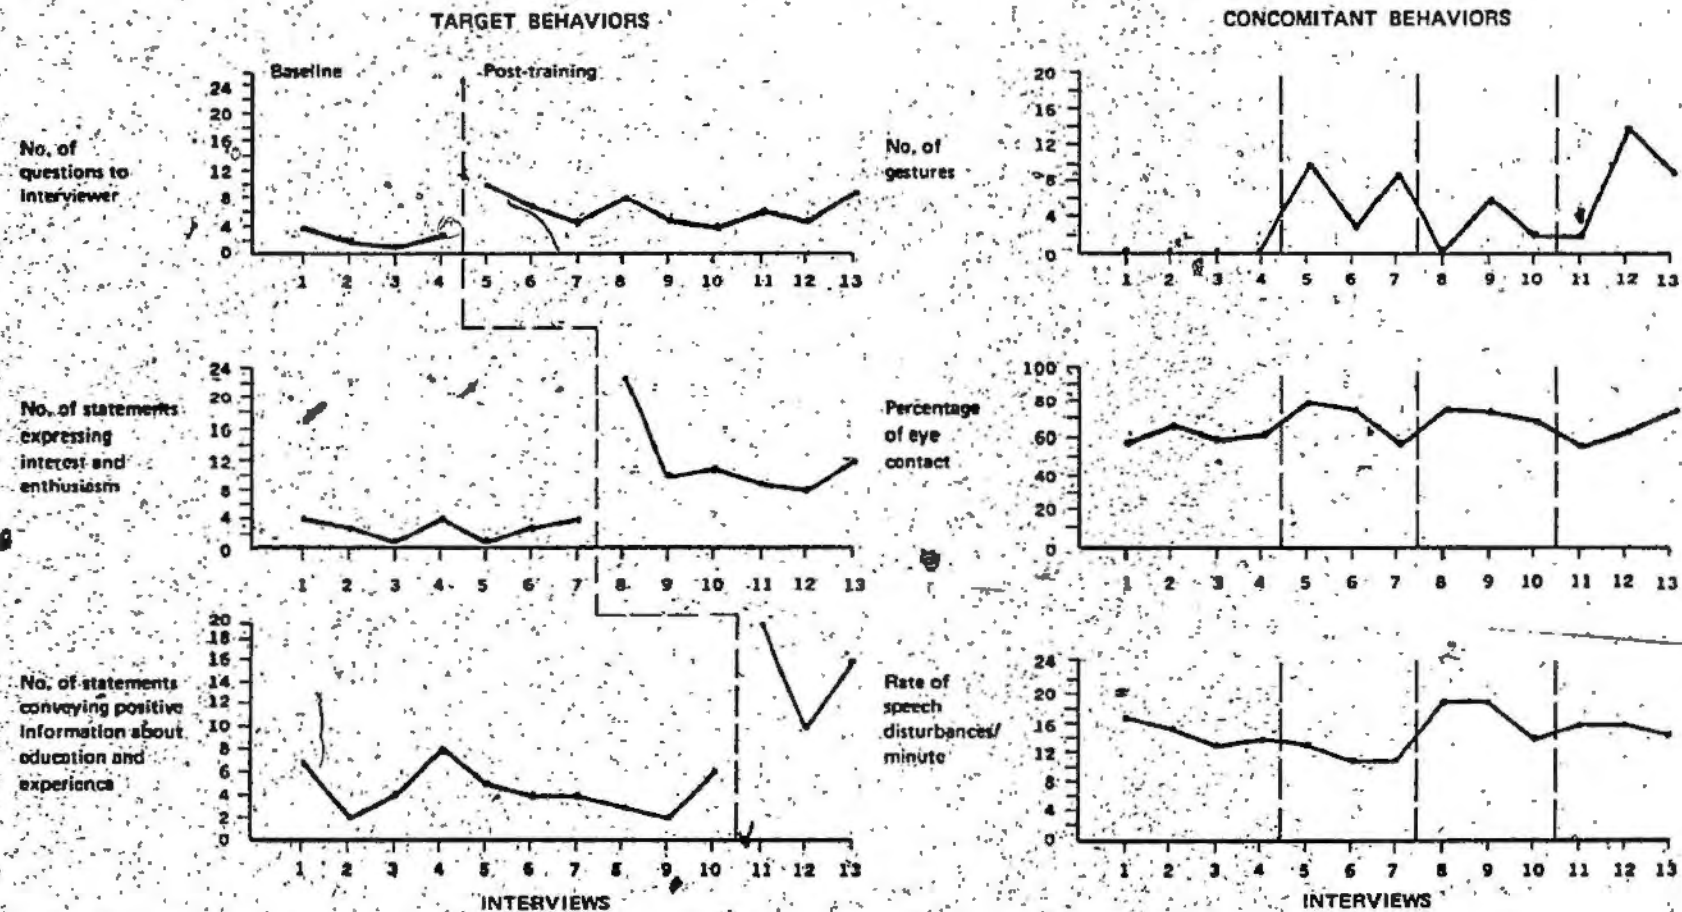 TARGET BEHAVIORS
Baseline
Post-training
24
20
16
12
8
4
0
No. of
questions to
Interviewer
1 2 3 4 5 6 7 8 9 10 11 12 13
24
20
16
12
8
4
0
No. of statements
expressing
interest and
enthusiasm
1 2 3 4 5 6 7 8 9 10 11 12 13
20
18
16
14
12
10
8
6
4
2
0
No. of statements
conveying positive
Information about
education and
experience
1 2 3 4 5 6 7 8 9 10 11 12 13
INTERVIEWS
CONCOMITANT BEHAVIORS
20
16
12
8
4
0
No. of
gestures
1 2 3 4 5 6 7 8 9 10 11 12 13
100
80
60
40
20
0
Percentage
of eye
contact
1 2 3 4 5 6 7 8 9 10 11 12 13
24
20
16
12
8
4
0
Rate of
speech
disturbances/
minute
1 2 3 4 5 6 7 8 9 10 11 12 13
INTERVIEWS